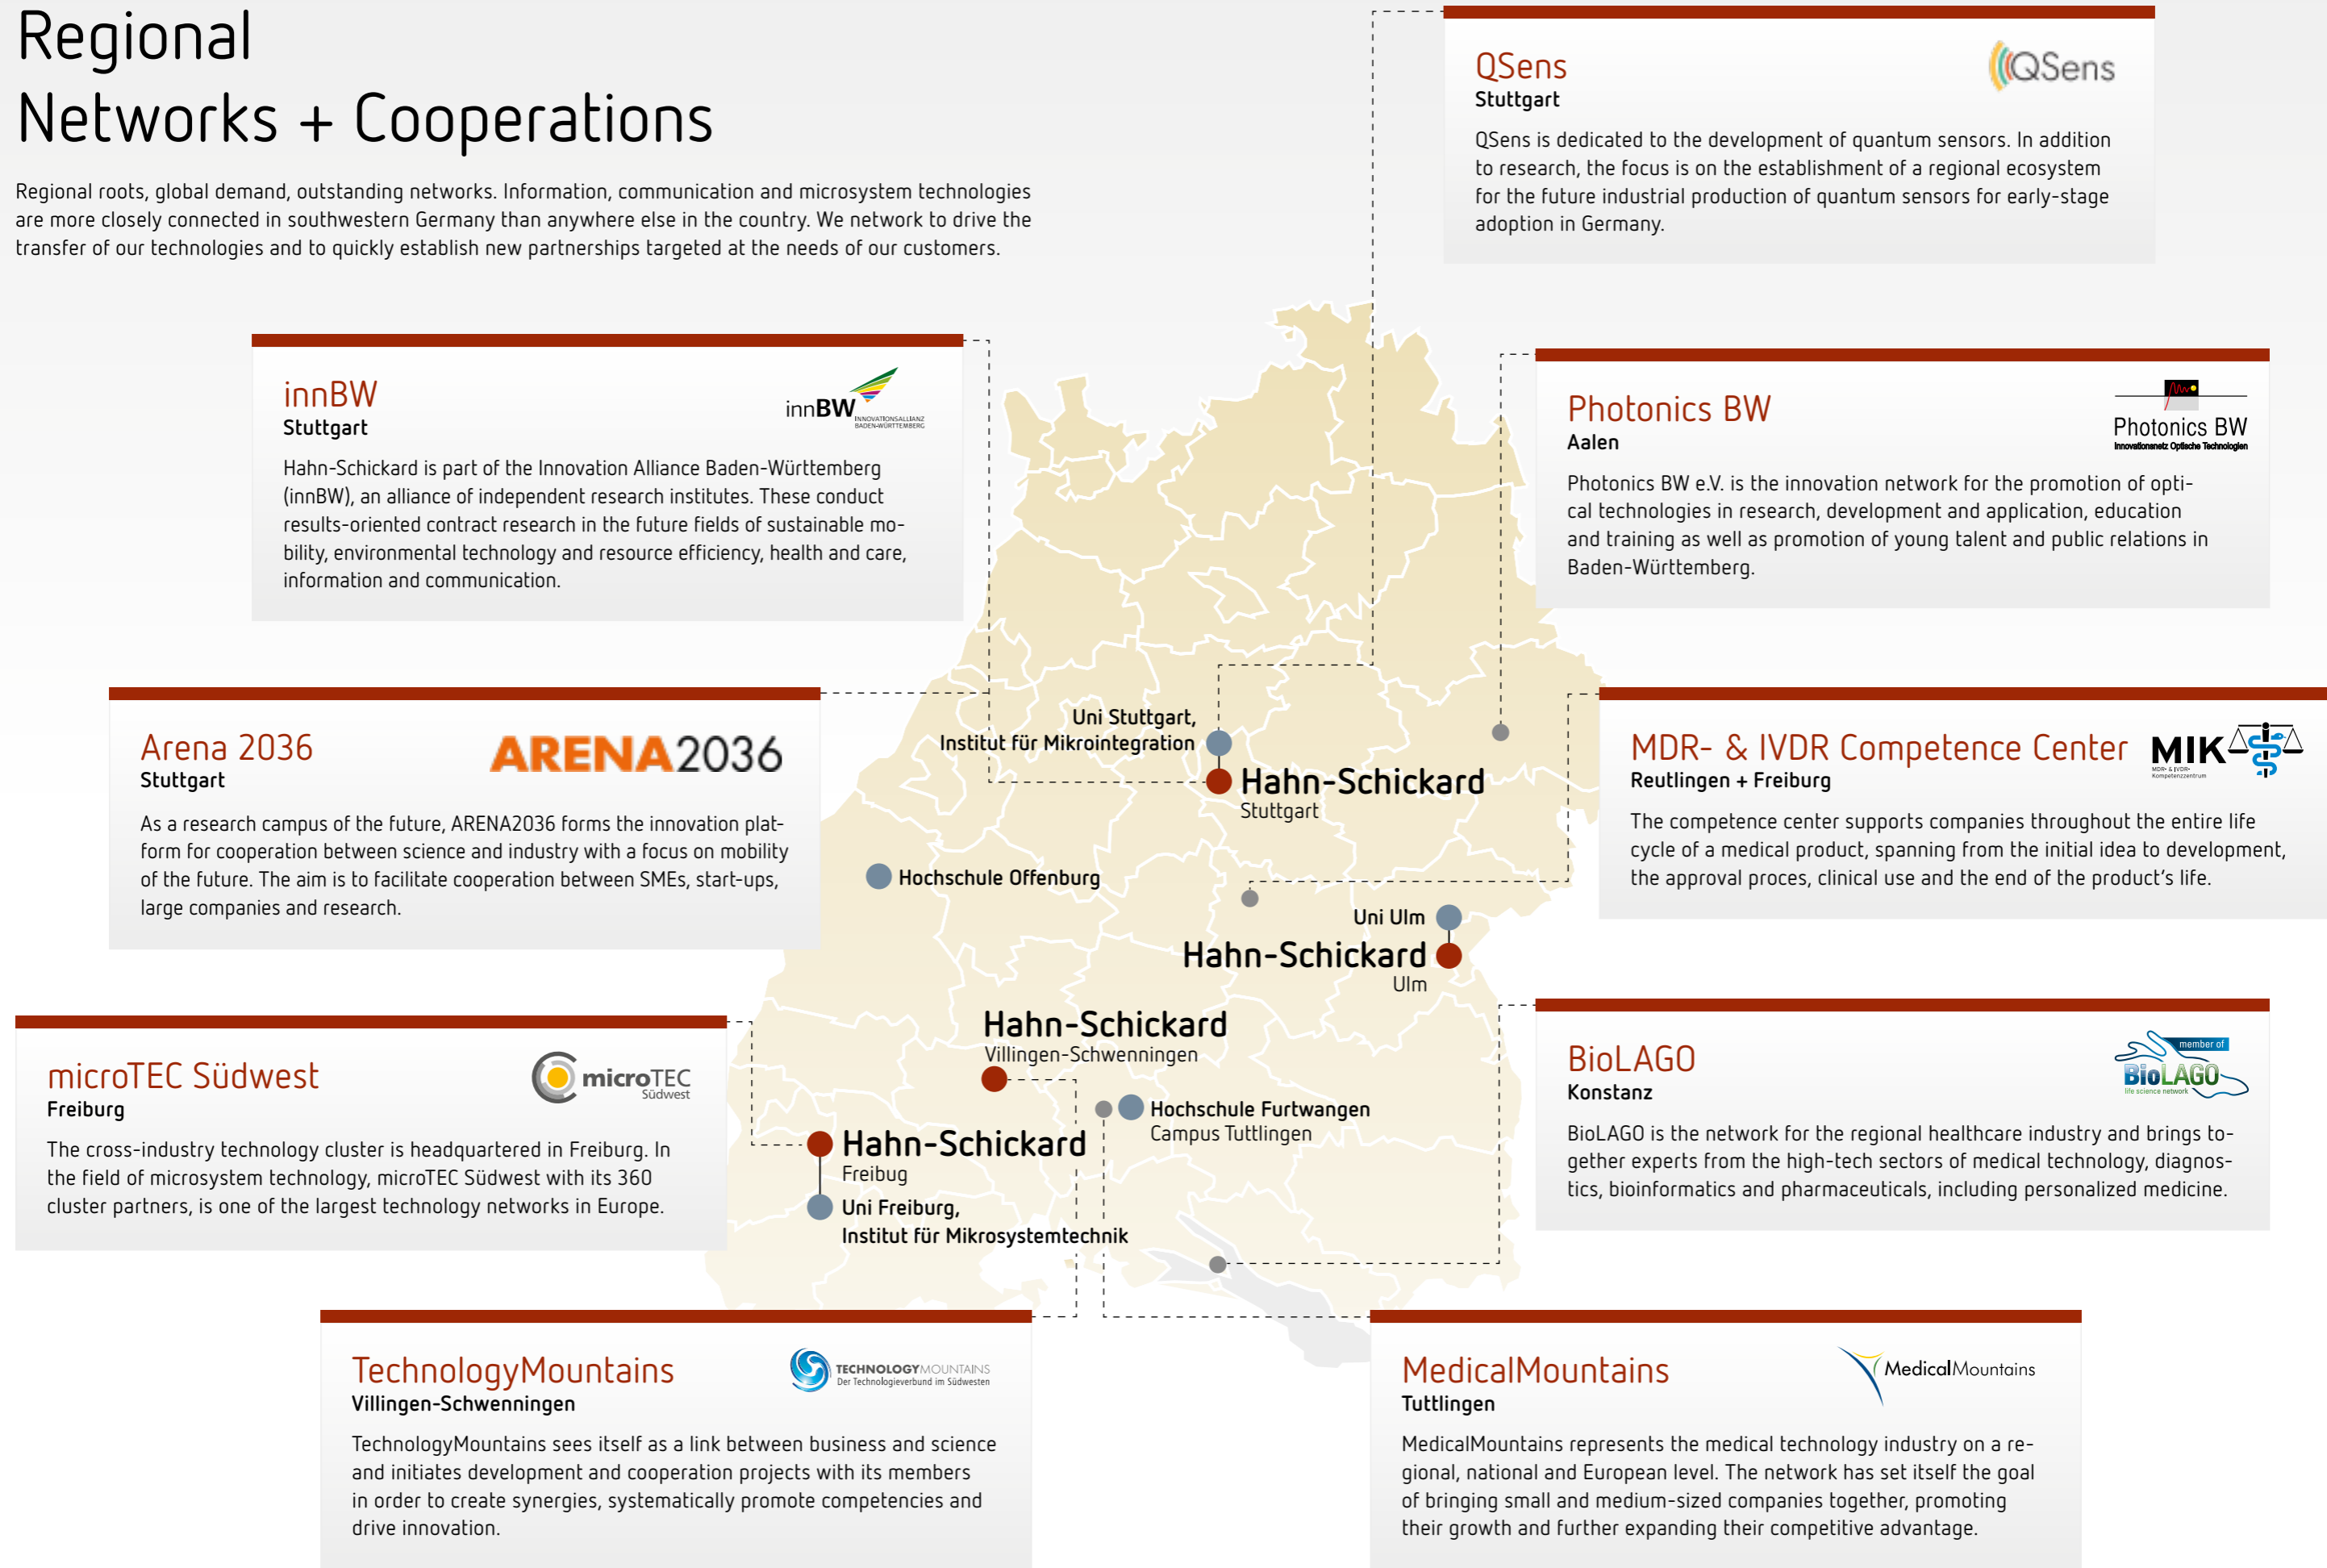 Regional
Networks + Cooperations
Regional roots, global demand, outstanding networks. Information, communication and microsystem technologies
are more closely connected in southwestern Germany than anywhere else in the country. We network to drive the
transfer of our technologies and to quickly establish new partnerships targeted at the needs of our customers.
QSens
Stuttgart
QSens
QSens is dedicated to the development of quantum sensors. In addition
to research, the focus is on the establishment of a regional ecosystem
for the future industrial production of quantum sensors for early-stage
adoption in Germany.
innBW
Stuttgart
innBW
INNOVATIONSALLIANZ
BADEN-WÜRTTEMBERG
Hahn-Schickard is part of the Innovation Alliance Baden-Württemberg
(innBW), an alliance of independent research institutes. These conduct
results-oriented contract research in the future fields of sustainable mo-
bility, environmental technology and resource efficiency, health and care,
information and communication.
Photonics BW
Aalen
Photonics BW
Innovationsnetz Optische Technologien
Photonics BW e.V. is the innovation network for the promotion of opti-
cal technologies in research, development and application, education
and training as well as promotion of young talent and public relations in
Baden-Württemberg.
Arena 2036
Stuttgart
ARENA2036
As a research campus of the future, ARENA2036 forms the innovation plat-
form for cooperation between science and industry with a focus on mobility
of the future. The aim is to facilitate cooperation between SMEs, start-ups,
large companies and research.
Uni Stuttgart,
Institut für Mikrointegration
Hahn-Schickard
Stuttgart
Hochschule Offenburg
Uni Ulm
Hahn-Schickard
Ulm
MDR- & IVDR Competence Center
Reutlingen + Freiburg
MIK
MDR- & IVDR-
Kompetenzzentrum
The competence center supports companies throughout the entire life
cycle of a medical product, spanning from the initial idea to development,
the approval proces, clinical use and the end of the product's life.
microTEC Südwest
Freiburg
microTEC
Südwest
The cross-industry technology cluster is headquartered in Freiburg. In
the field of microsystem technology, microTEC Südwest with its 360
cluster partners, is one of the largest technology networks in Europe.
Hahn-Schickard
Villingen-Schwenningen
Hochschule Furtwangen
Campus Tuttlingen
Hahn-Schickard
Freibug
Uni Freiburg,
Institut für Mikrosystemtechnik
BioLAGO
Konstanz
member of
BioLAGO
life science network
BioLAGO is the network for the regional healthcare industry and brings to-
gether experts from the high-tech sectors of medical technology, diagnos-
tics, bioinformatics and pharmaceuticals, including personalized medicine.
TechnologyMountains
Villingen-Schwenningen
TECHNOLOGYMOUNTAINS
Der Technologieverbund im Südwesten
TechnologyMountains sees itself as a link between business and science
and initiates development and cooperation projects with its members
in order to create synergies, systematically promote competencies and
drive innovation.
MedicalMountains
Tuttlingen
MedicalMountains
MedicalMountains represents the medical technology industry on a re-
gional, national and European level. The network has set itself the goal
of bringing small and medium-sized companies together, promoting
their growth and further expanding their competitive advantage.